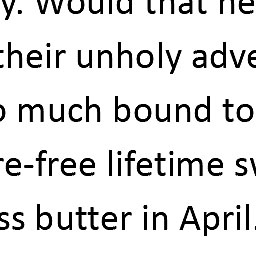 y. Would that he
their unholy adve
o much bound to
re-free lifetime sw
ss butter in April.